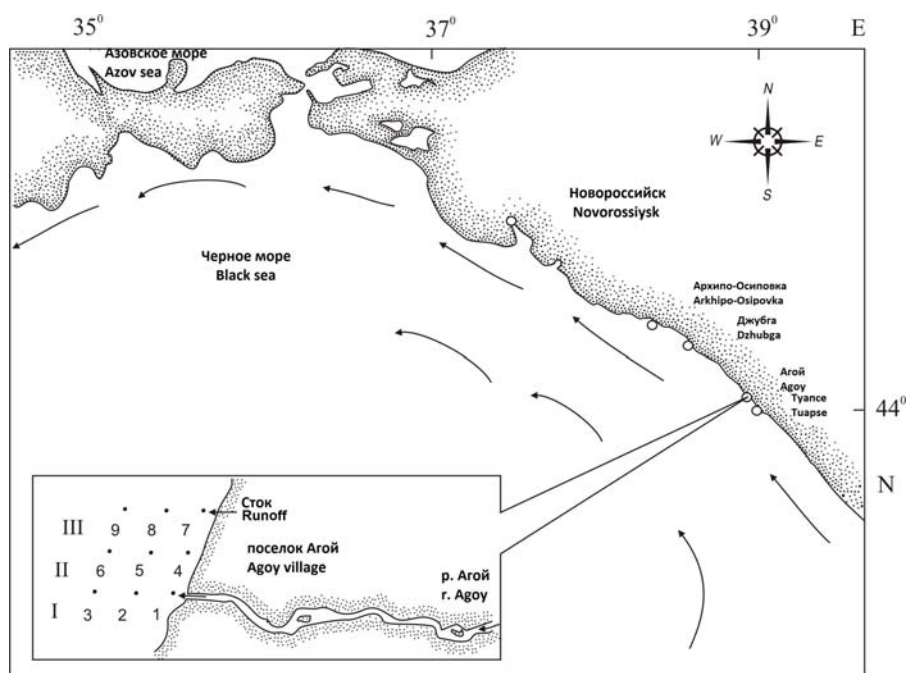 35⁰ 37⁰ 39⁰ E
Азовское море
Azov sea
N
W E
S
Новороссийск
Novorossiysk
Черное море
Black sea
Архипо-Осиповка
Arkhipo-Osipovka
Джубга
Dzhubga
Агой
Agoy
Туапсе
Tuapse
44⁰
N
Сток
Runoff
III 9 8 7
поселок Агой
Agoy village
II 6 5 4
р. Агой
r. Agoy
I 3 2 1